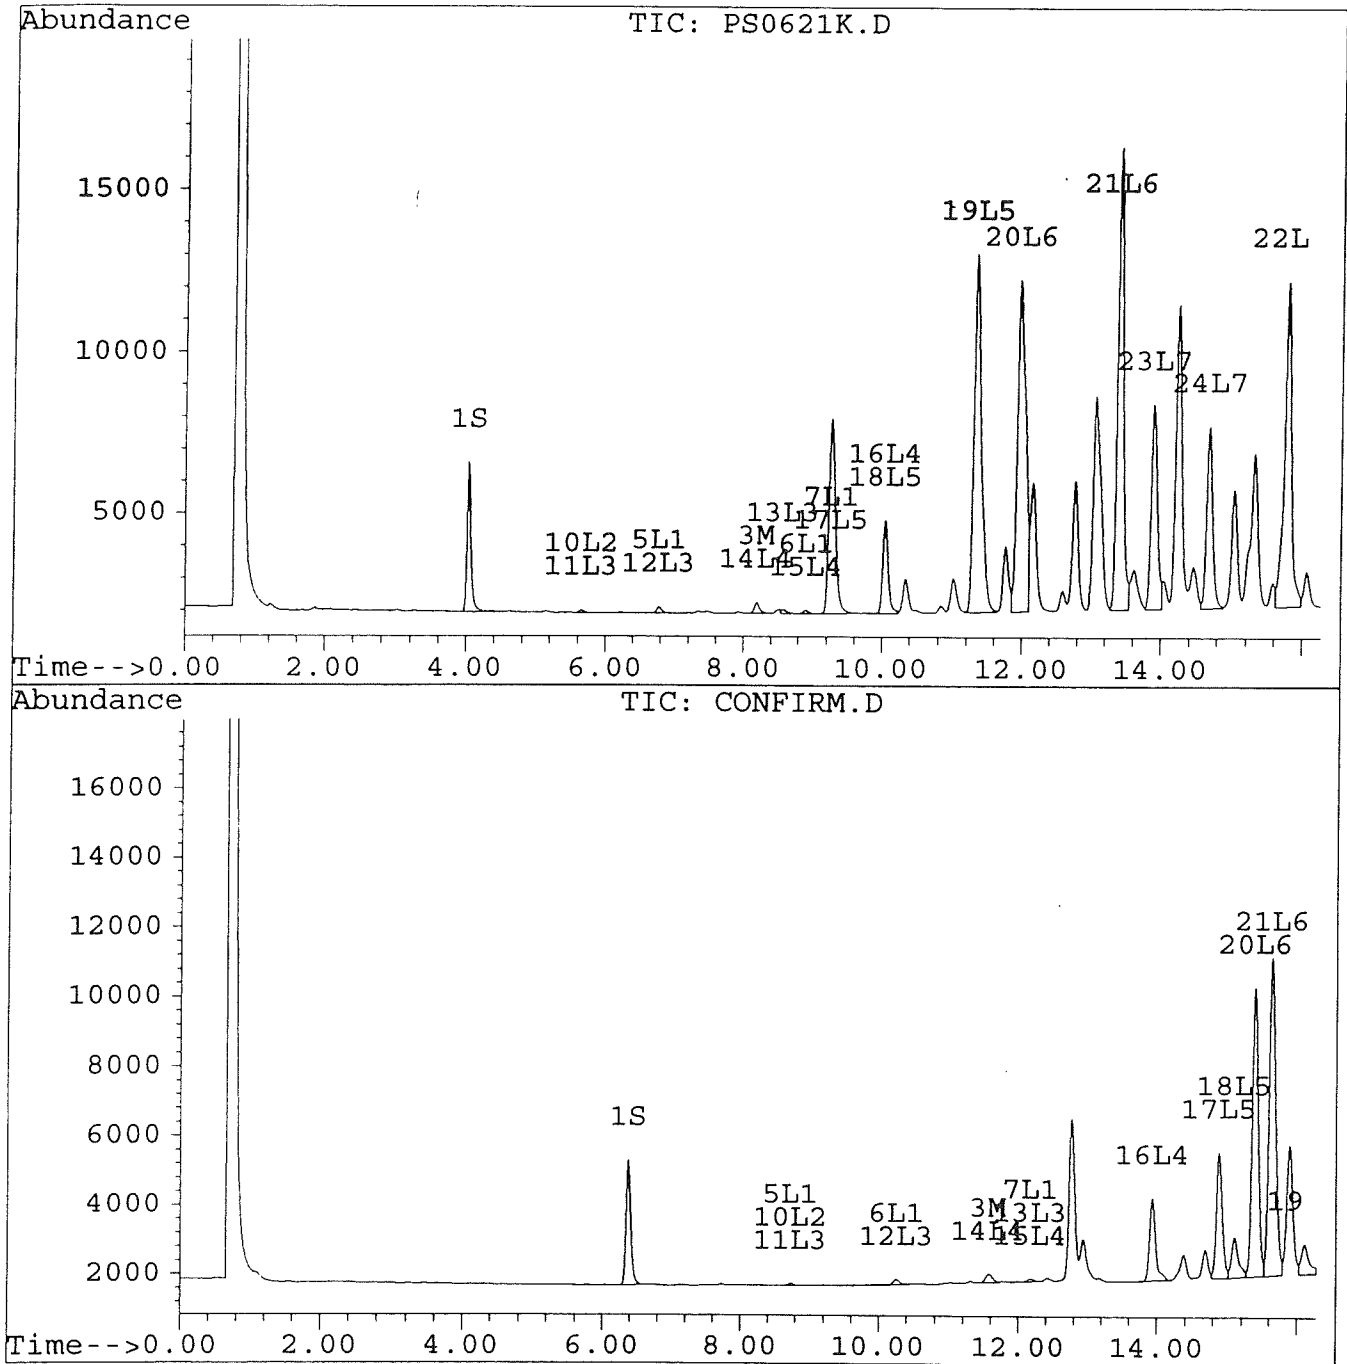 Abundance TIC: PS0621K.D
15000
21L6
19L5
20L6 22L
10000
23L7
24L7
1S
16L4
18L5
7L1
5000 13L3
17L5
10L2 5L1 3M 6L1
11L3 12L3 14L4 15L4
Time-->0.00 2.00 4.00 6.00 8.00 10.00 12.00 14.00
Abundance TIC: CONFIRM.D
16000
14000
12000
21L6
20L6
10000
8000
18L5
17L5
1S
6000
16L4
4000
5L1 7L1
10L2 6L1 3M 13L3 19
11L3 12L3 14L4 15L4
2000
Time-->0.00 2.00 4.00 6.00 8.00 10.00 12.00 14.00